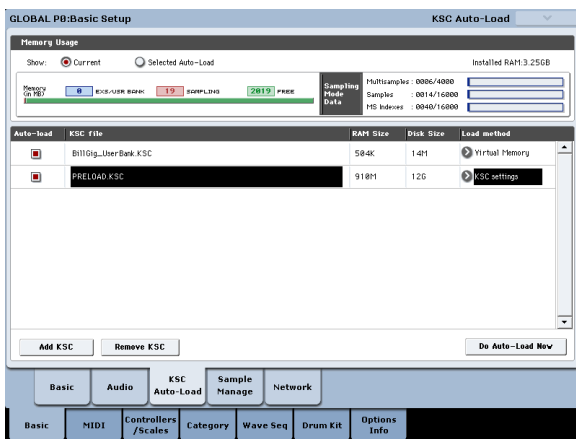 GLOBAL P0:Basic Setup KSC Auto-Load
Memory Usage
Show: Current Selected Auto-Load Installed RAM:3.25GB
Memory (in MB) 0 EXS/USR BANK 19 SAMPLING 2819 FREE
Sampling Mode Data
Multisamples : 0006/4000
Samples : 0014/16000
MS Indexes : 0040/16000
Auto-load KSC file RAM Size Disk Size Load method
BillGig_UserBank.KSC 504K 14M Virtual Memory
PRELOAD.KSC 910M 12G KSC settings
Add KSC Remove KSC Do Auto-Load Now
Basic Audio KSC Auto-Load Sample Manage Network
Basic MIDI Controllers /Scales Category Wave Seq Drum Kit Options Info